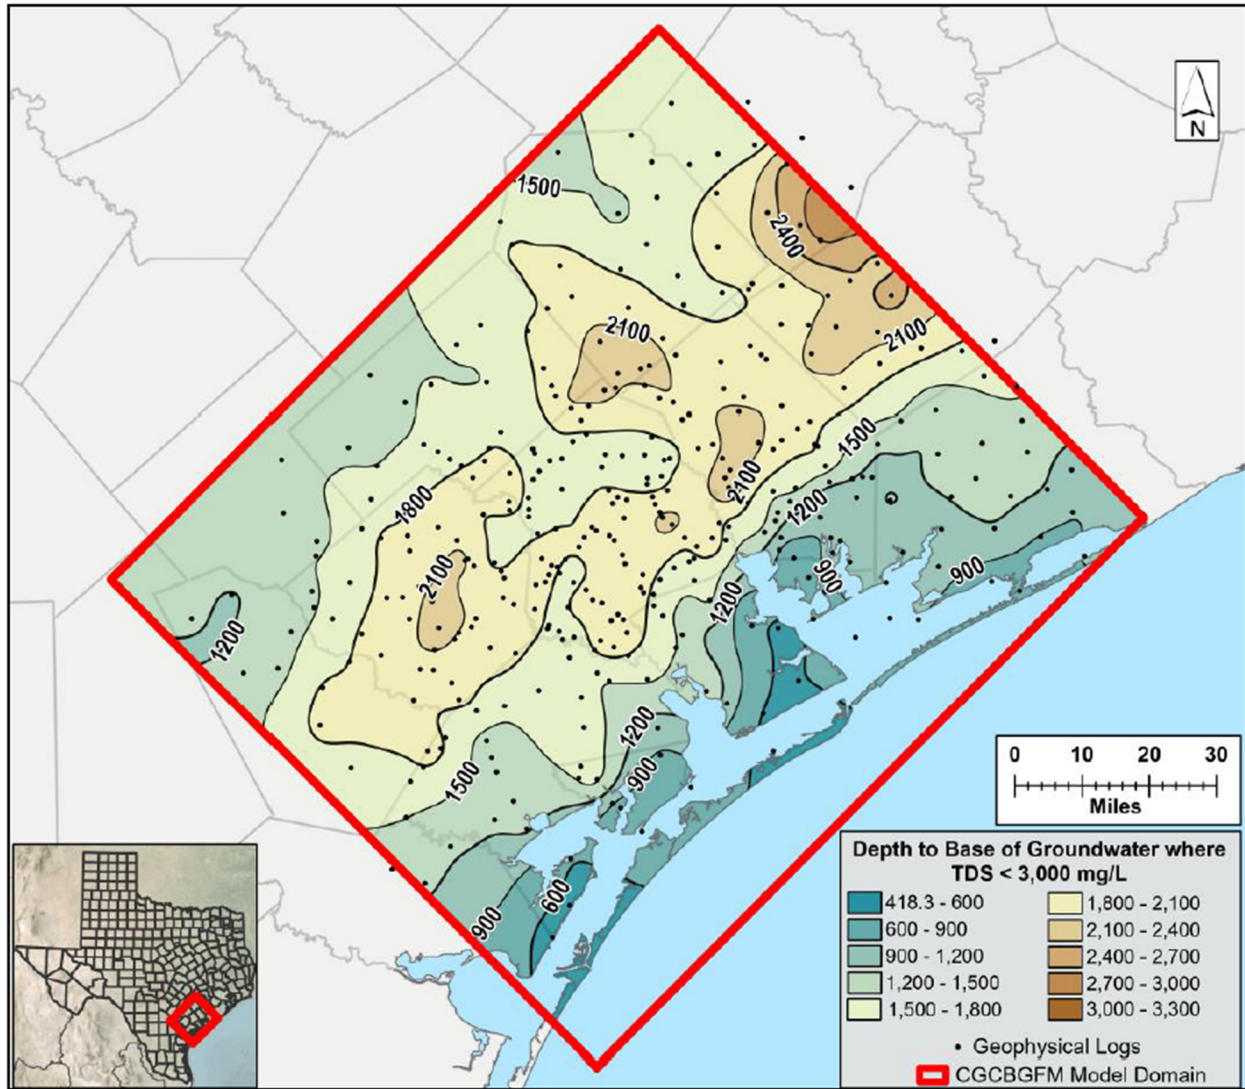 N
1500
2400
2100
2100
1500
2100
1800
1200
2100
900
900
1200
1200
1200
900
1500
600
900
0 10 20 30
Miles
Depth to Base of Groundwater where
TDS < 3,000 mg/L
418.3 - 600
600 - 900
900 - 1,200
1,200 - 1,500
1,500 - 1,800
1,800 - 2,100
2,100 - 2,400
2,400 - 2,700
2,700 - 3,000
3,000 - 3,300
Geophysical Logs
CGCBGFM Model Domain